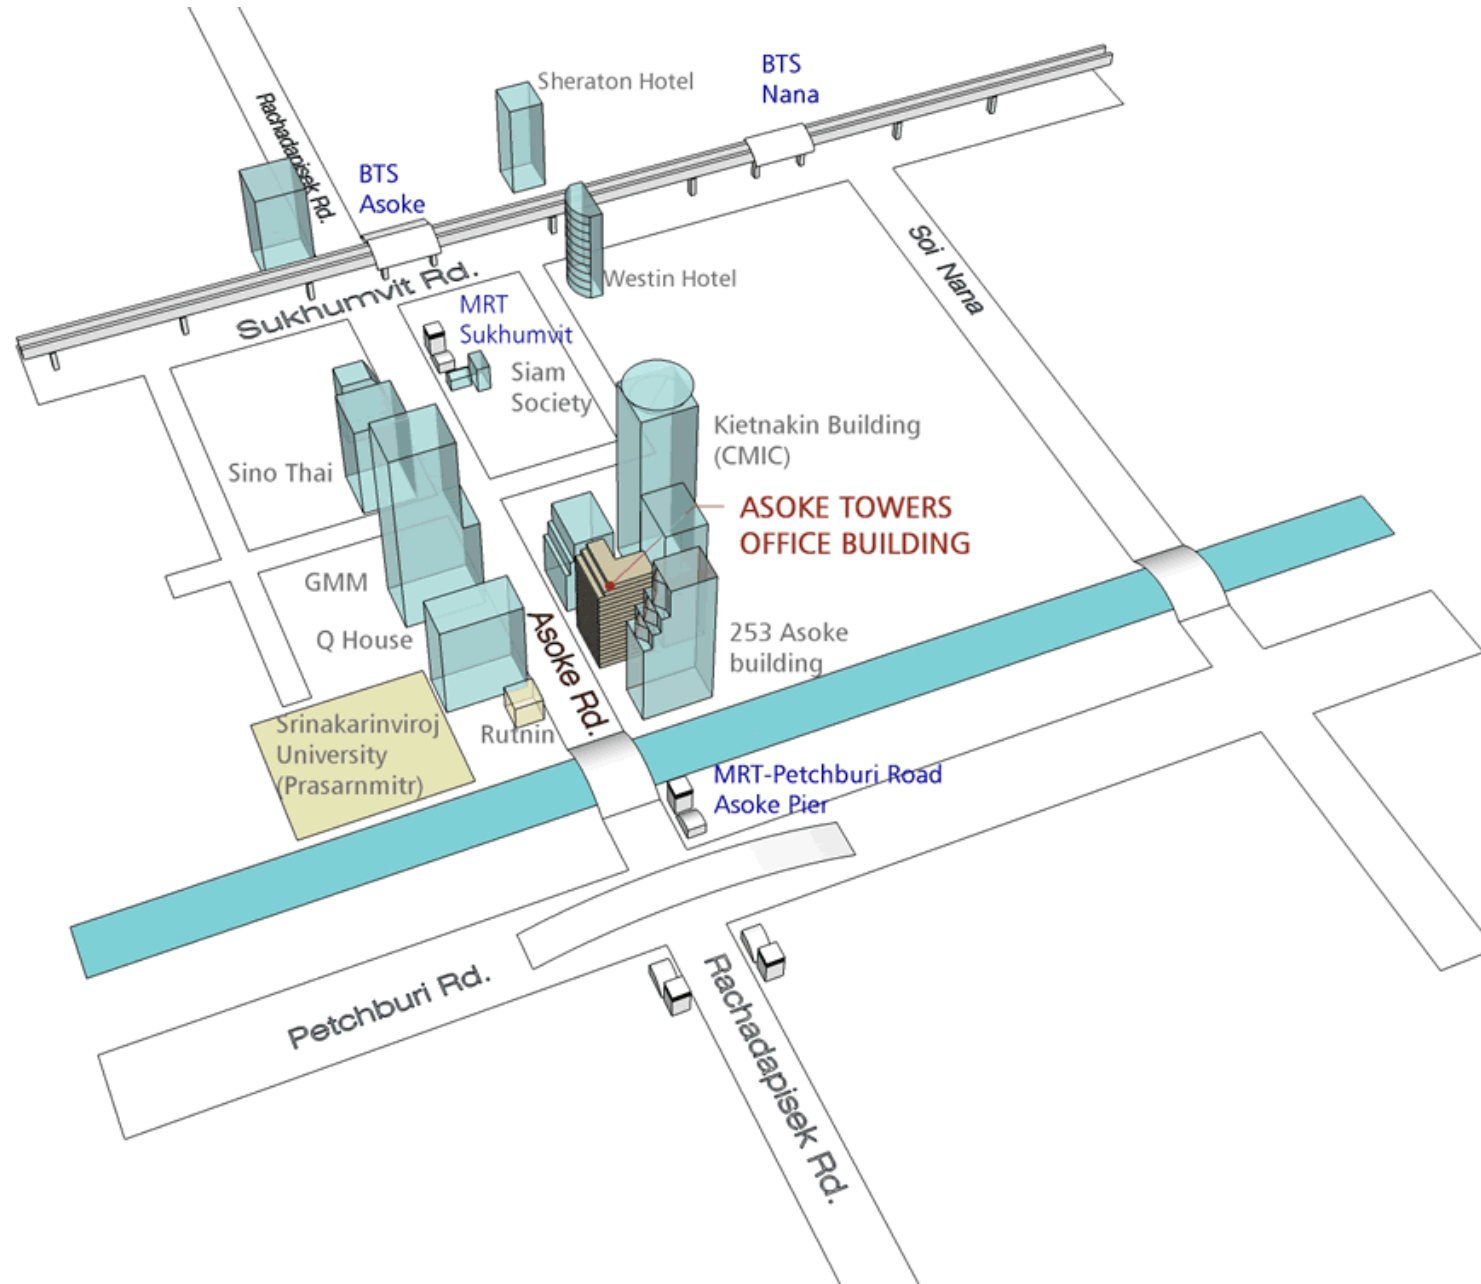 Sheraton Hotel
BTS
Nana
Rachadapisek Rd.
BTS
Asoke
Soi Nana
Sukhumvit Rd.
Westin Hotel
MRT
Sukhumvit
Siam
Society
Kietnakin Building
(CMIC)
Sino Thai
ASOKE TOWERS
OFFICE BUILDING
GMM
Q House
Asoke Rd.
253 Asoke
building
Srinakarinviroj
University
(Prasarnmitr)
Rutnin
MRT-Petchburi Road
Asoke Pier
Petchburi Rd.
Rachadapisek Rd.